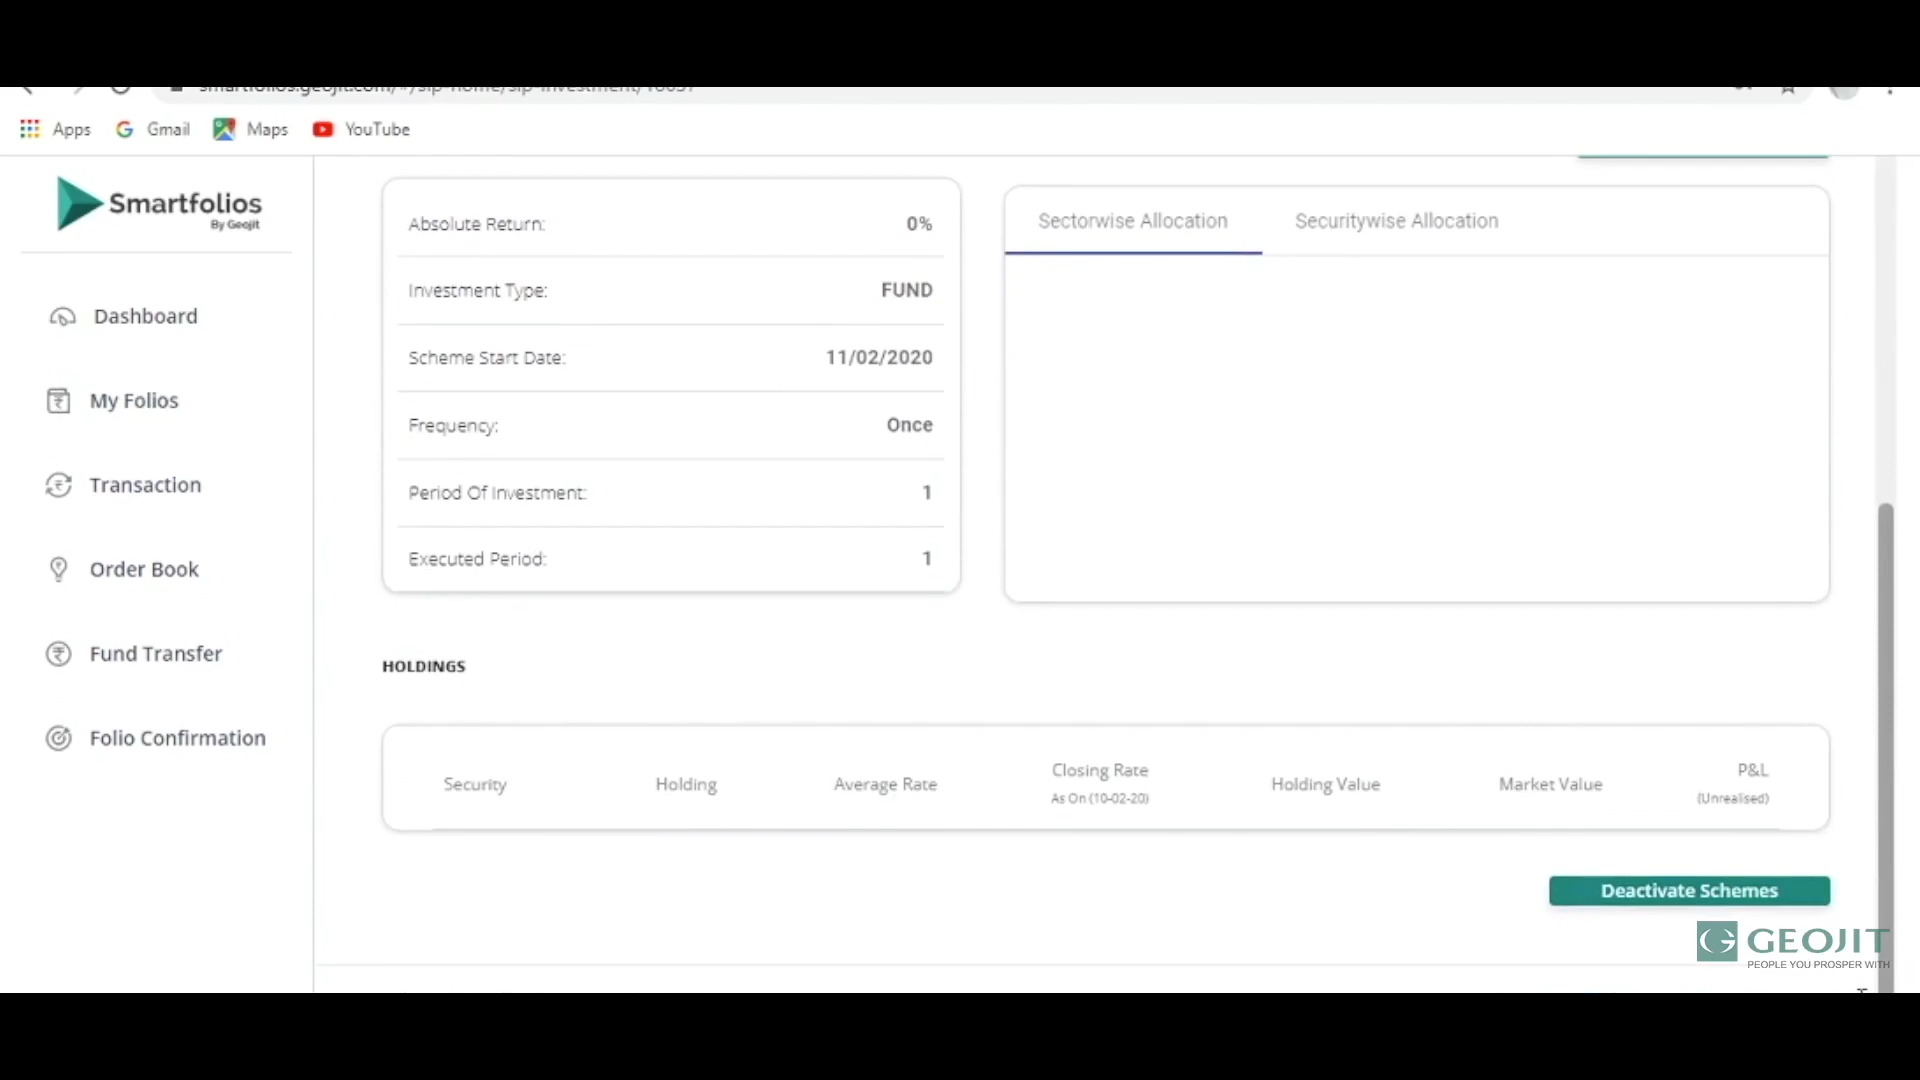 Apps Gmail Maps YouTube
Smartfolios
By Geojit
Dashboard
My Folios
Transaction
Order Book
Fund Transfer
Folio Confirmation
Absolute Return: 0%
Investment Type: FUND
Scheme Start Date: 11/02/2020
Frequency: Once
Period Of Investment: 1
Executed Period: 1
Sectorwise Allocation Securitywise Allocation
HOLDINGS
Security Holding Average Rate Closing Rate Holding Value Market Value P&L
As On (10-02-20) (Unrealised)
Deactivate Schemes
GEOJIT
PEOPLE YOU PROSPER WITH